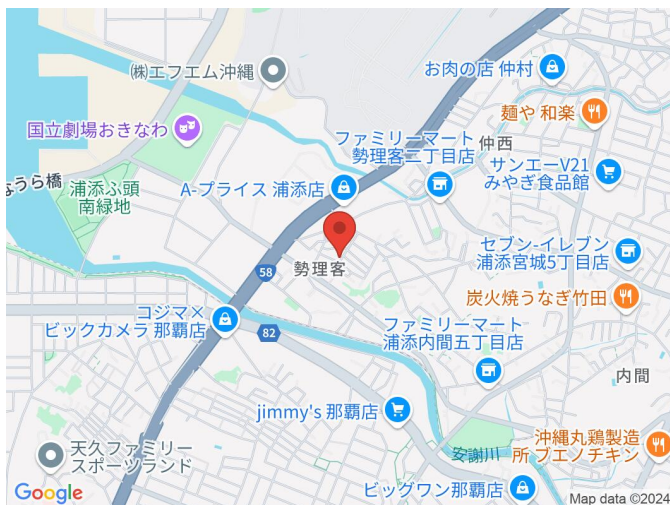 (株)エフエム沖縄
お肉の店 仲村
国立劇場おきなわ
麺や 和楽
ファミリーマート
勢理客二丁目店
仲西
サンエーV21
みやぎ食品館
なうら橋
浦添ふ頭
南緑地
A-プライス 浦添店
セブン-イレブン
浦添宮城5丁目店
勢理客
58
炭火焼うなぎ竹田
コジマ×
ビックカメラ 那覇店
82
ファミリーマート
浦添内間五丁目店
内間
jimmy's 那覇店
天久ファミリー
スポーツランド
安謝川
沖縄丸鶏製造
所 ブエノチキン
ビッグワン那覇店
Google
Map data ©2024